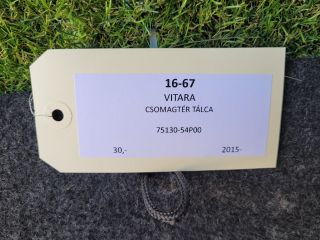 16-67
VITARA
CSOMAGTÉR TÁLCA
75130-54P00
30,- 2015-